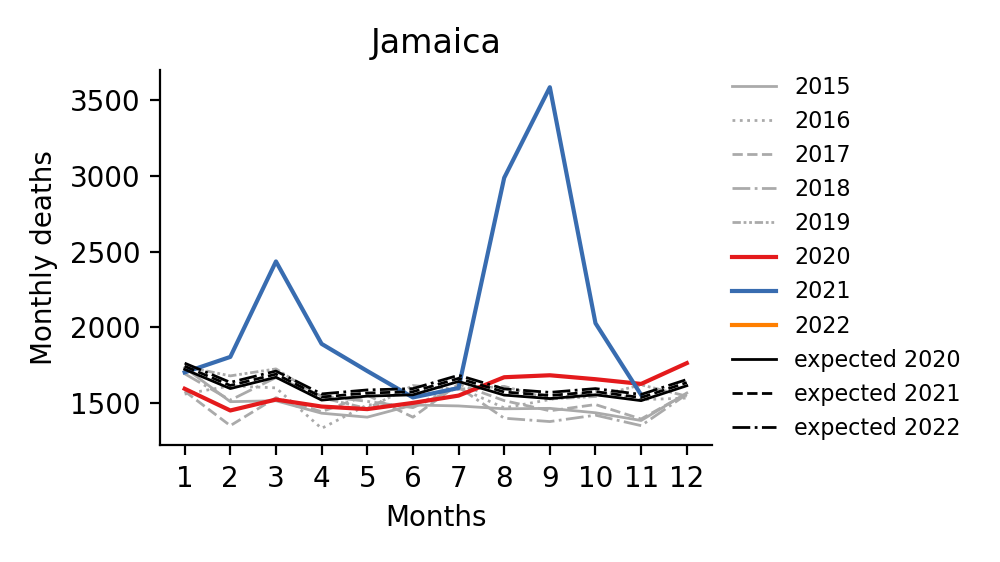 Jamaica
Monthly deaths
3500
3000
2500
2000
1500
1 2 3 4 5 6 7 8 9 10 11 12
Months
2015
2016
2017
2018
2019
2020
2021
2022
expected 2020
expected 2021
expected 2022